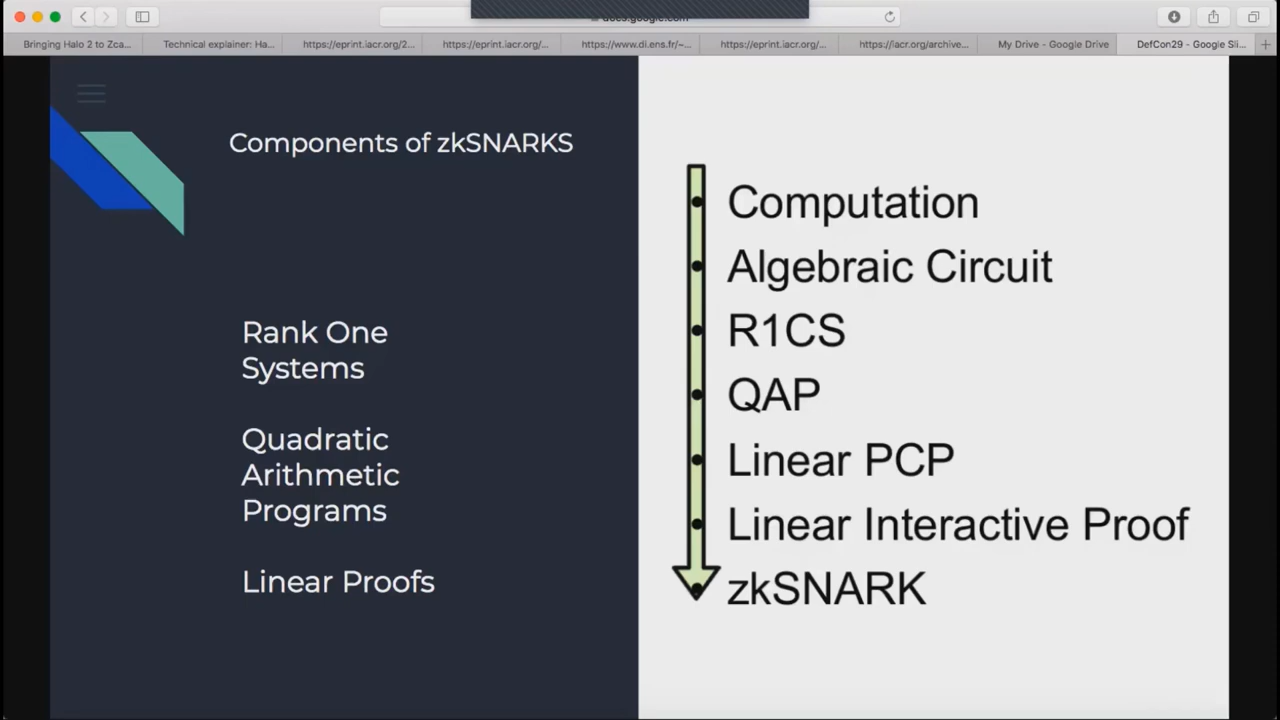 docs.google.com
Bringing Halo 2 to Zca...
Technical explainer: Ha...
https://eprint.iacr.org/2...
https://eprint.iacr.org/...
https://www.di.ens.fr/~...
https://eprint.iacr.org/...
https://iacr.org/archive...
My Drive - Google Drive
DefCon29 - Google Sli...
Components of zkSNARKS
Rank One
Systems
Quadratic
Arithmetic
Programs
Linear Proofs
Computation
Algebraic Circuit
R1CS
QAP
Linear PCP
Linear Interactive Proof
zkSNARK